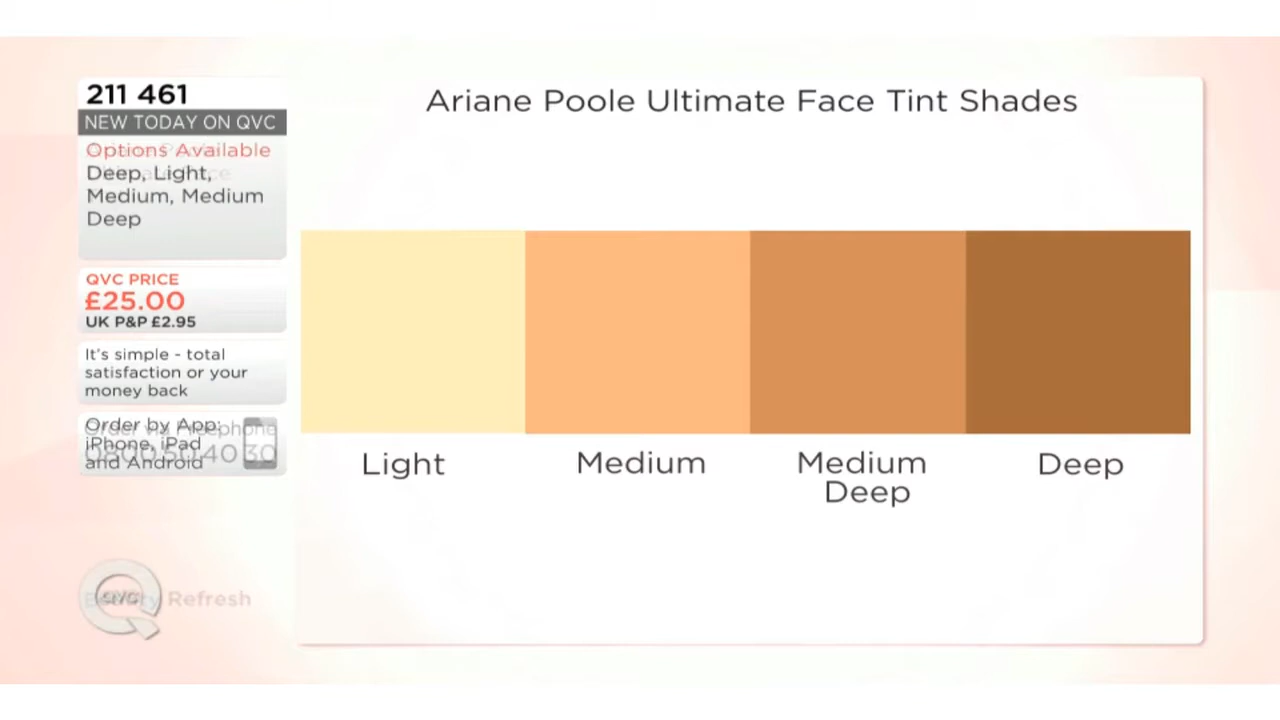 211 461
NEW TODAY ON QVC
Options Available
Deep, Light,
Medium, Medium
Deep
QVC PRICE
£25.00
UK P&P £2.95
It's simple - total
satisfaction or your
money back
Order by App:
iPhone, iPad
and Android
Refresh
Ariane Poole Ultimate Face Tint Shades
Light
Medium
Medium
Deep
Deep